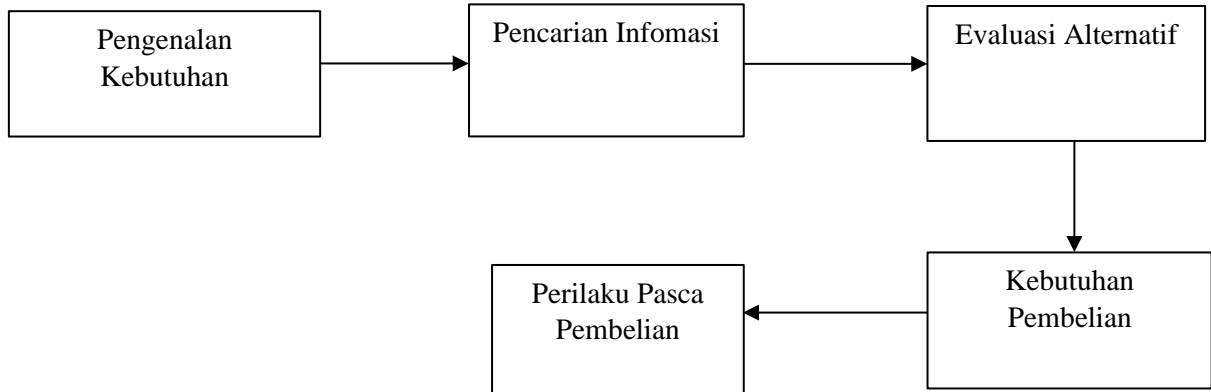 Pengenalan
Kebutuhan
Pencarian Infomasi
Evaluasi Alternatif
Kebutuhan
Pembelian
Perilaku Pasca
Pembelian